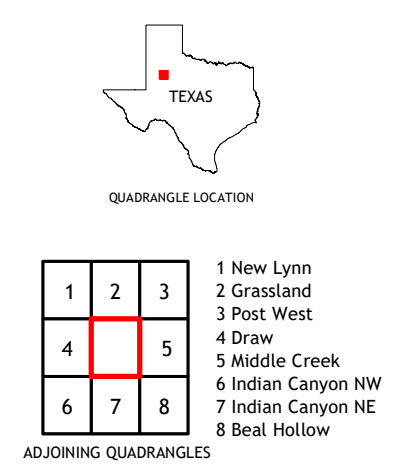 TEXAS
QUADRANGLE LOCATION
1 2 3
4 5
6 7 8
ADJOINING QUADRANGLES
1 New Lynn
2 Grassland
3 Post West
4 Draw
5 Middle Creek
6 Indian Canyon NW
7 Indian Canyon NE
8 Beal Hollow